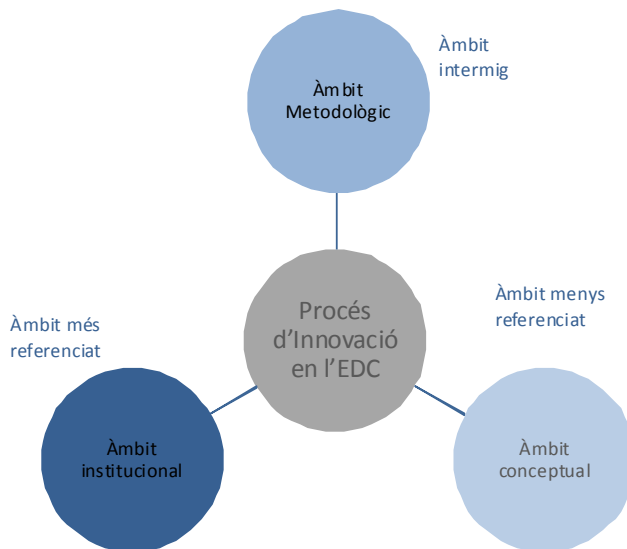 Àmbit
intermig
Àmbit
Metodològic
Àmbit menys
referenciat
Procés
d’Innovació
en l’EDC
Àmbit més
referenciat
Àmbit
institucional
Àmbit
conceptual